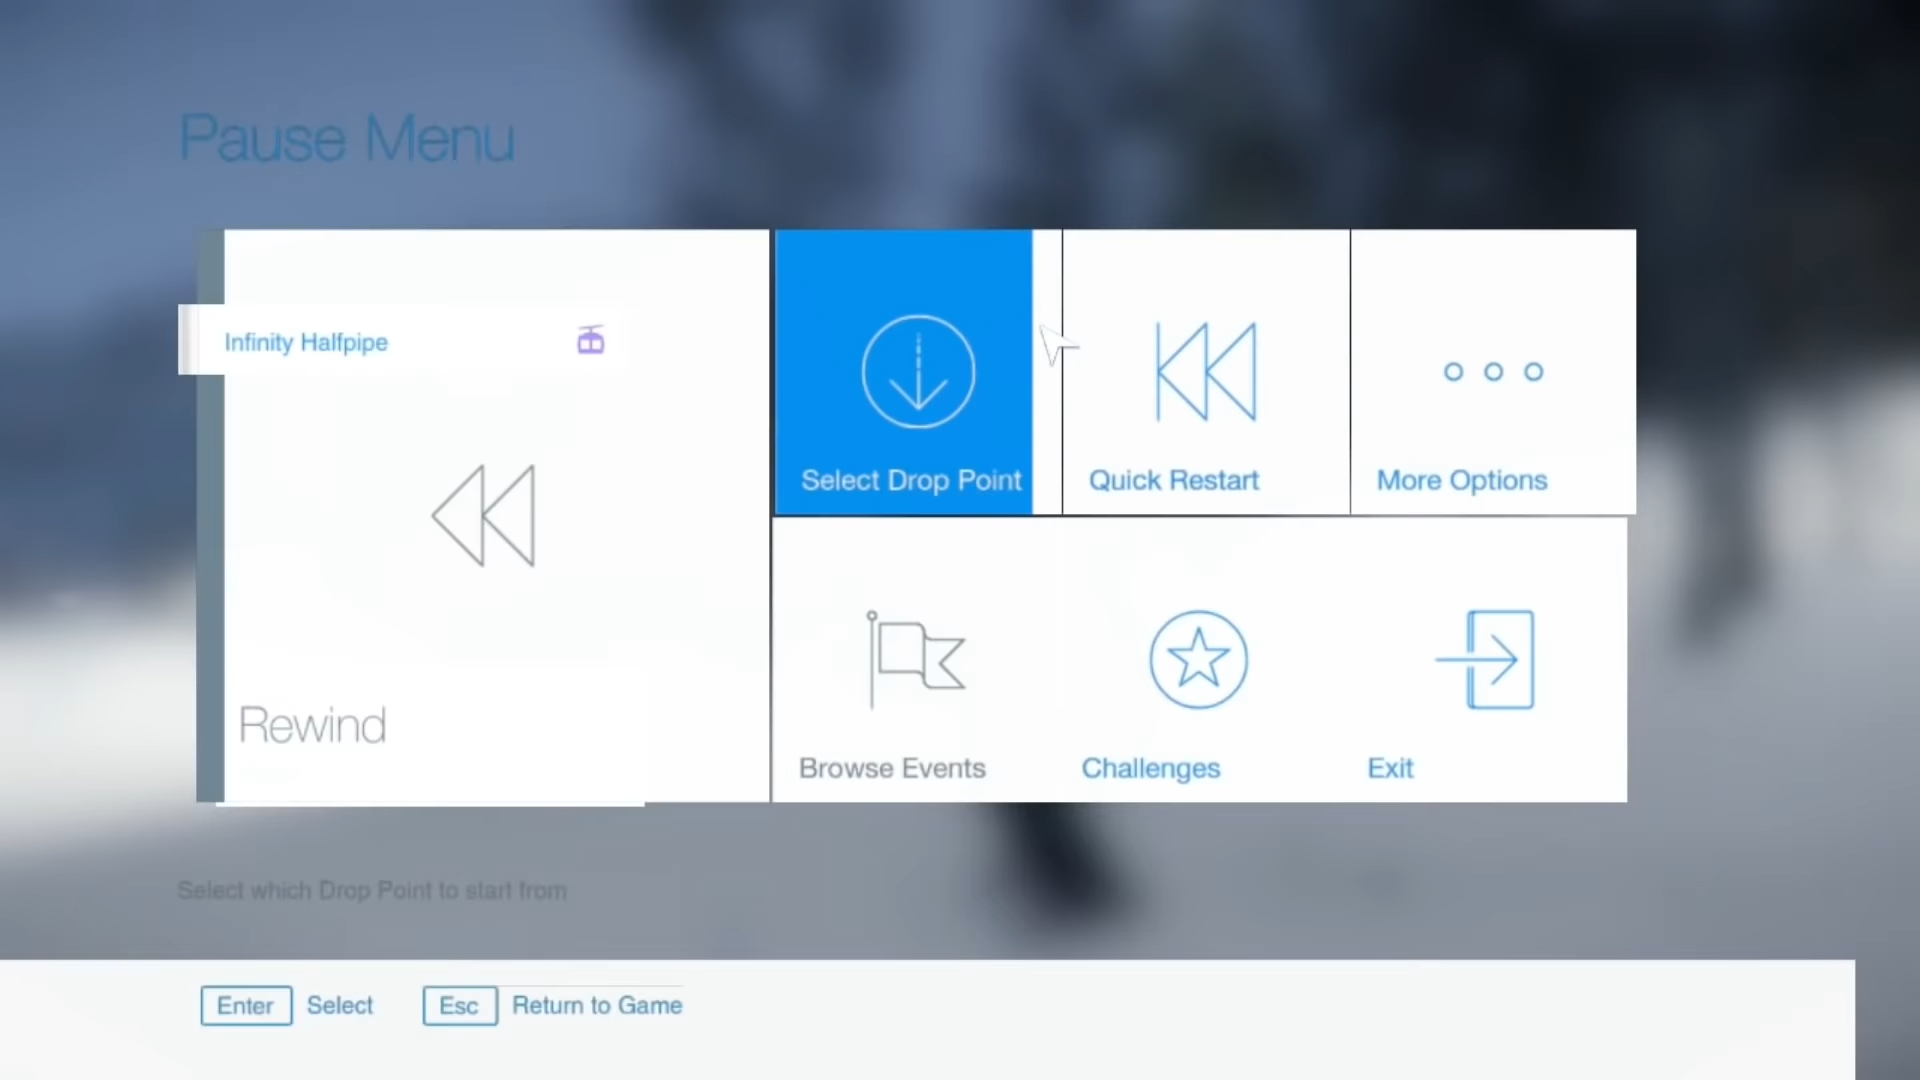 Pause Menu
Infinity Halfpipe
Rewind
Select Drop Point
Quick Restart
More Options
Browse Events
Challenges
Exit
Select which Drop Point to start from
Enter Select Esc Return to Game